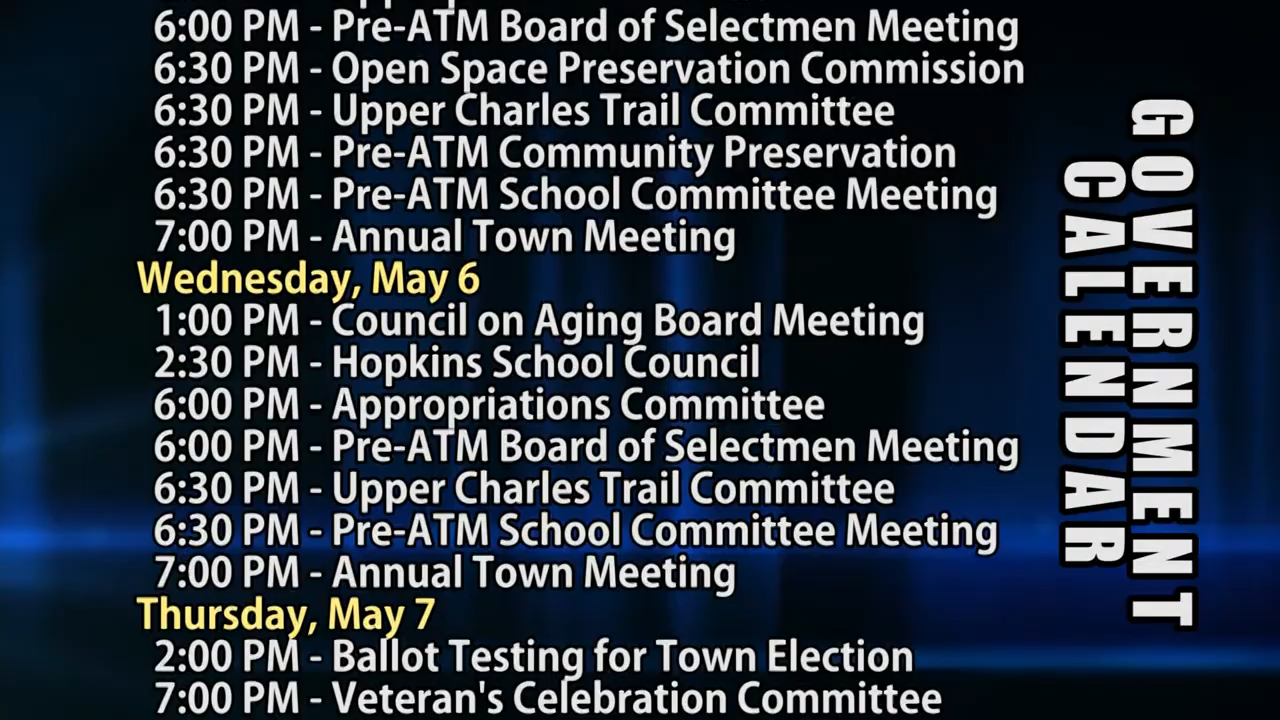 6:00 PM - Pre-ATM Board of Selectmen Meeting
6:30 PM - Open Space Preservation Commission
6:30 PM - Upper Charles Trail Committee
6:30 PM - Pre-ATM Community Preservation
6:30 PM - Pre-ATM School Committee Meeting
7:00 PM - Annual Town Meeting
Wednesday, May 6
1:00 PM - Council on Aging Board Meeting
2:30 PM - Hopkins School Council
6:00 PM - Appropriations Committee
6:00 PM - Pre-ATM Board of Selectmen Meeting
6:30 PM - Upper Charles Trail Committee
6:30 PM - Pre-ATM School Committee Meeting
7:00 PM - Annual Town Meeting
Thursday, May 7
2:00 PM - Ballot Testing for Town Election
7:00 PM - Veteran's Celebration Committee
GOVERNMENT
CALENDAR